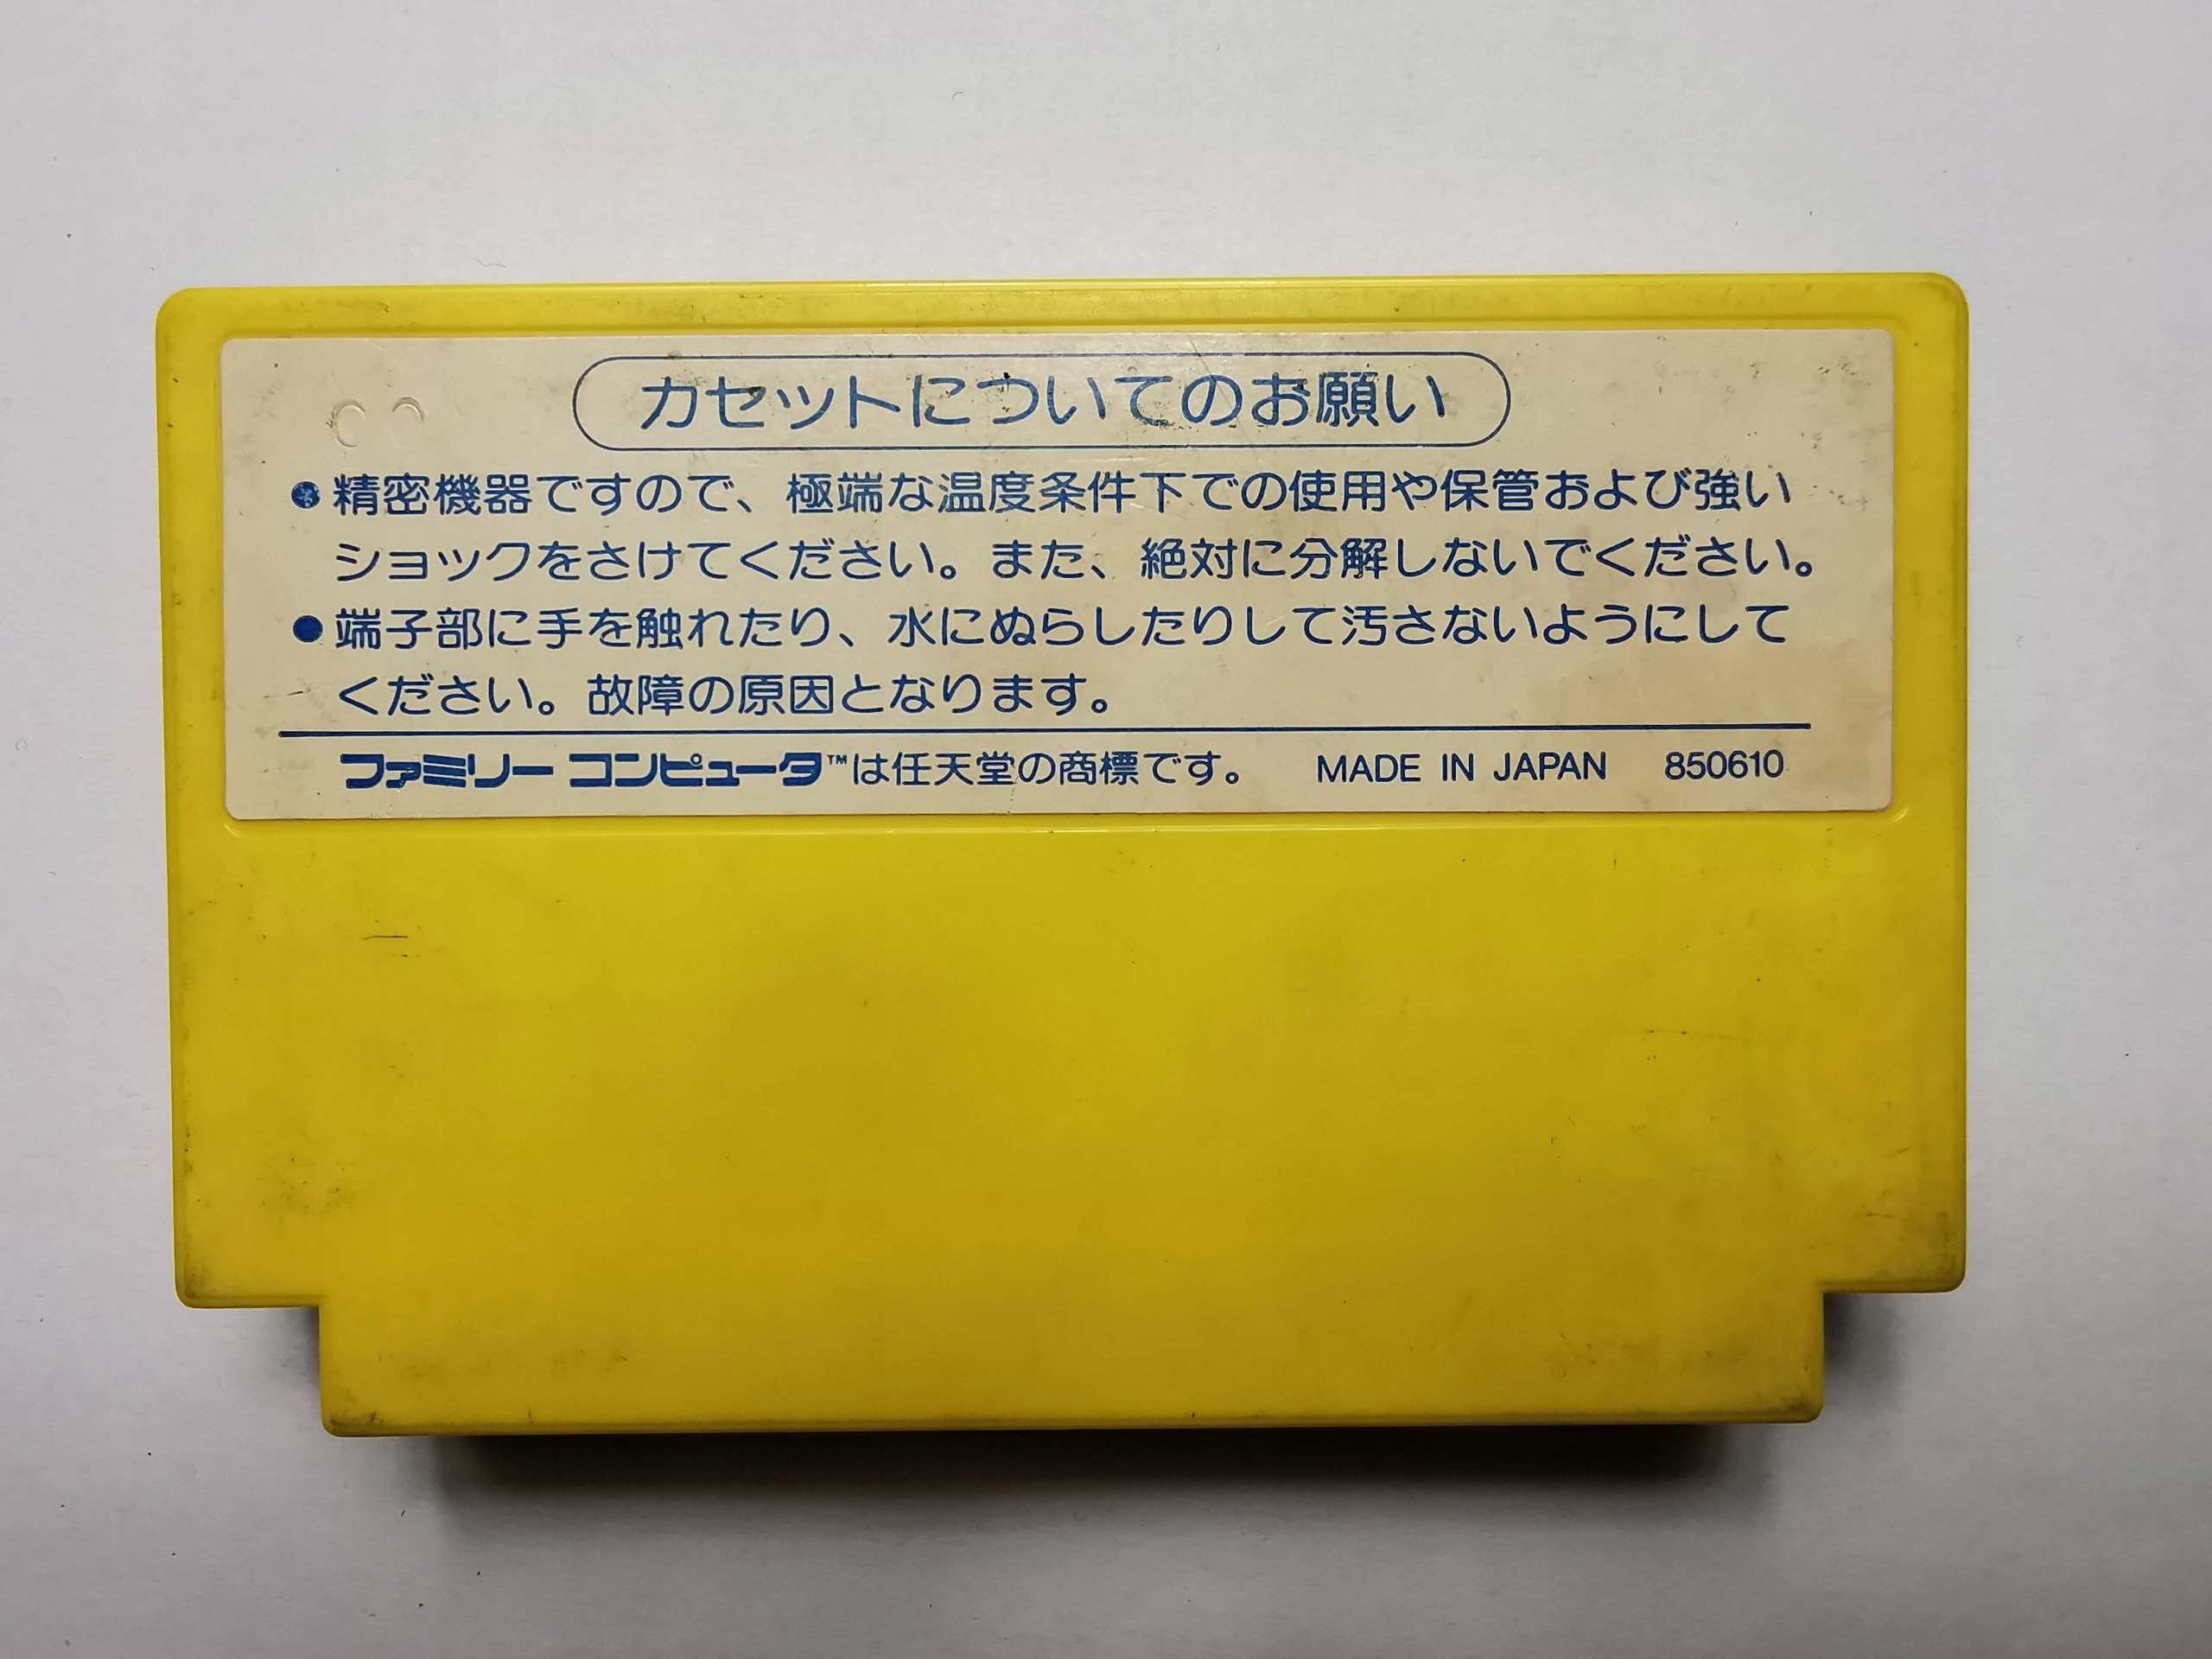 カセットについてのお願い
●精密機器ですので、極端な温度条件下での使用や保管および強い
ショックをさけてください。また、絶対に分解しないでください。
●端子部に手を触れたり、水にぬらしたりして汚さないようにして
ください。故障の原因となります。
ファミリー コンピュータ™は任天堂の商標です。 MADE IN JAPAN 850610